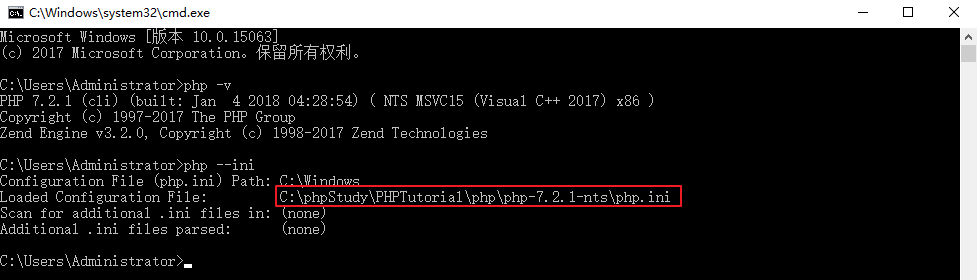 C:\Windows\system32\cmd.exe
Microsoft Windows [版本 10.0.15063]
(c) 2017 Microsoft Corporation。保留所有权利。
C:\Users\Administrator>php -v
PHP 7.2.1 (cli) (built: Jan  4 2018 04:28:54) ( NTS MSVC15 (Visual C++ 2017) x86 )
Copyright (c) 1997-2017 The PHP Group
Zend Engine v3.2.0, Copyright (c) 1998-2017 Zend Technologies
C:\Users\Administrator>php --ini
Configuration File (php.ini) Path: C:\Windows
Loaded Configuration File:         C:\phpStudy\PHPTutorial\php\php-7.2.1-nts\php.ini
Scan for additional .ini files in: (none)
Additional .ini files parsed:      (none)
C:\Users\Administrator>